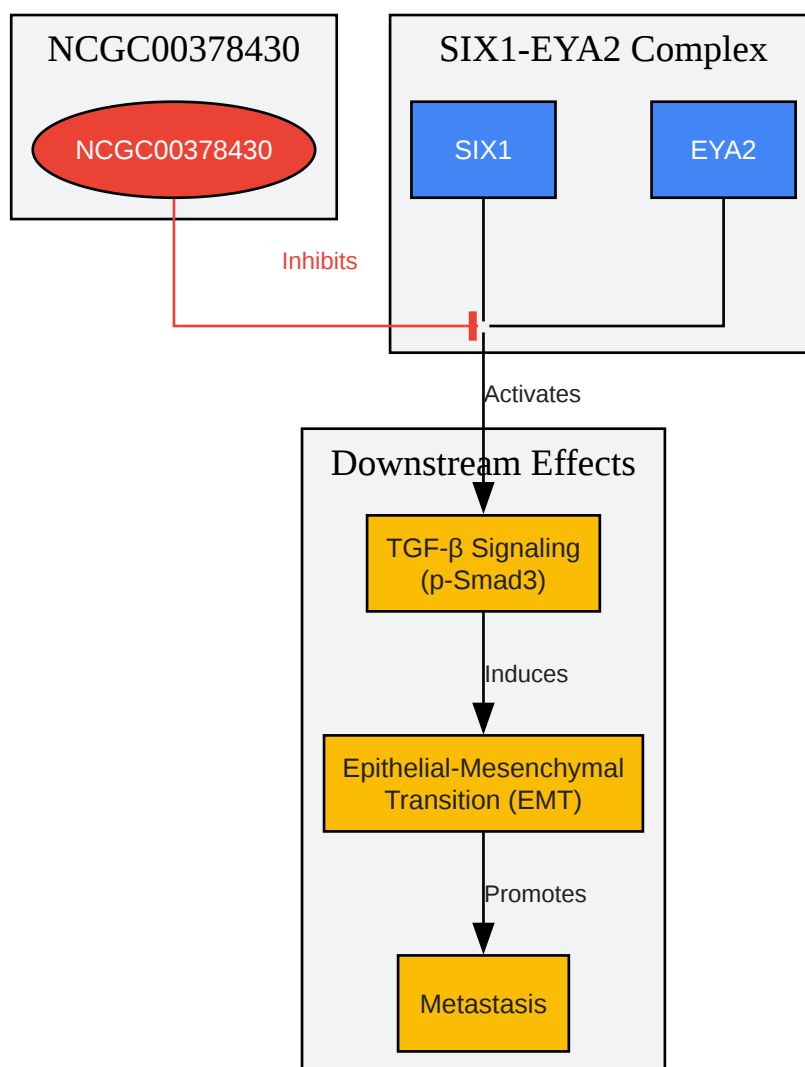 NCGC00378430
SIX1-EYA2 Complex
NCGC00378430
SIX1
EYA2
Inhibits
Activates
Downstream Effects
TGF-β Signaling
(p-Smad3)
Induces
Epithelial-Mesenchymal
Transition (EMT)
Promotes
Metastasis